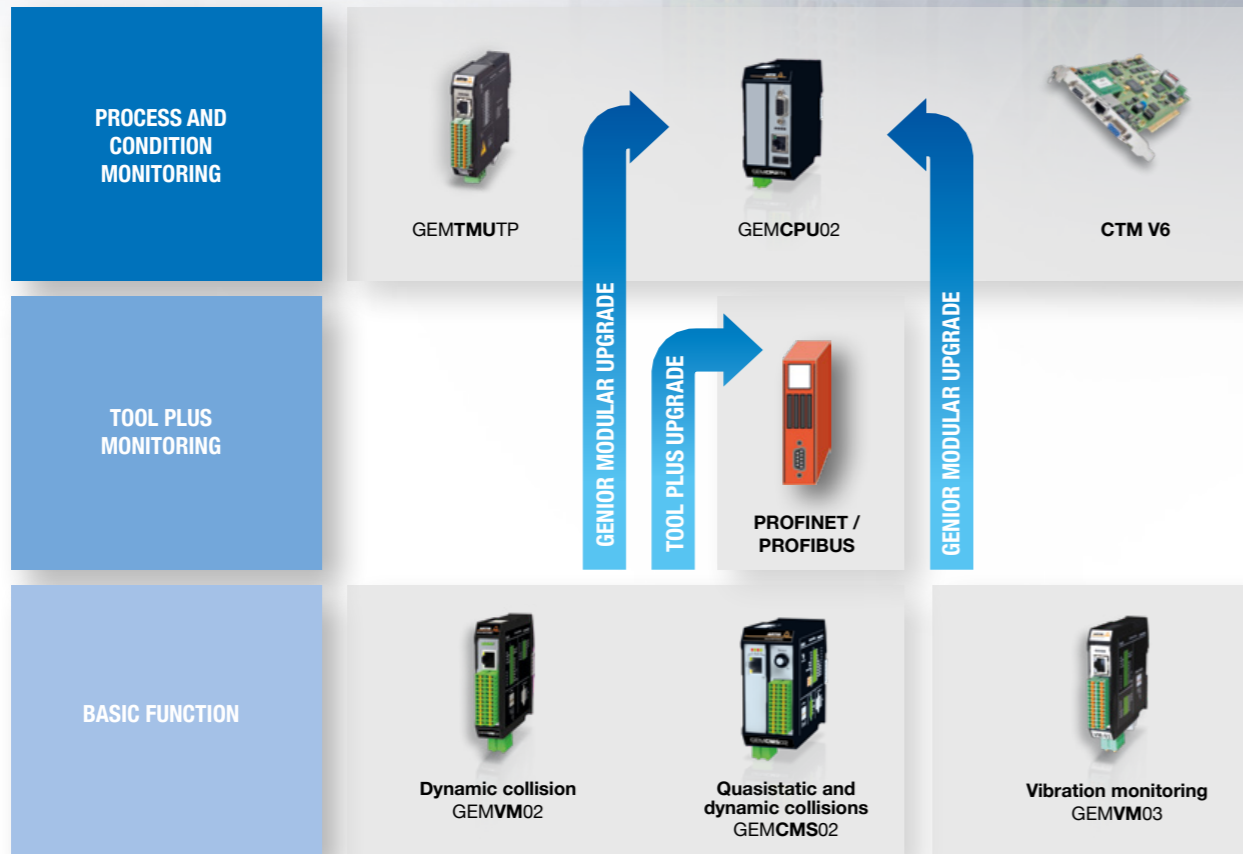 PROCESS AND
CONDITION
MONITORING
GEMTMUTP
GEMCPU02
CTM V6
GENIOR MODULAR UPGRADE
TOOL PLUS UPGRADE
GENIOR MODULAR UPGRADE
TOOL PLUS
MONITORING
PROFINET /
PROFIBUS
BASIC FUNCTION
Dynamic collision
GEMVM02
Quasistatic and
dynamic collisions
GEMCMS02
Vibration monitoring
GEMVM03